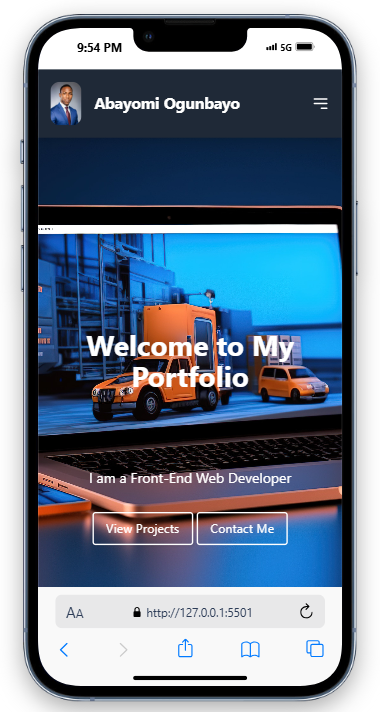 9:54 PM
5G
Abayomi Ogunbayo
Welcome to My
Portfolio
I am a Front-End Web Developer
View Projects
Contact Me
AA
http://127.0.0.1:5501